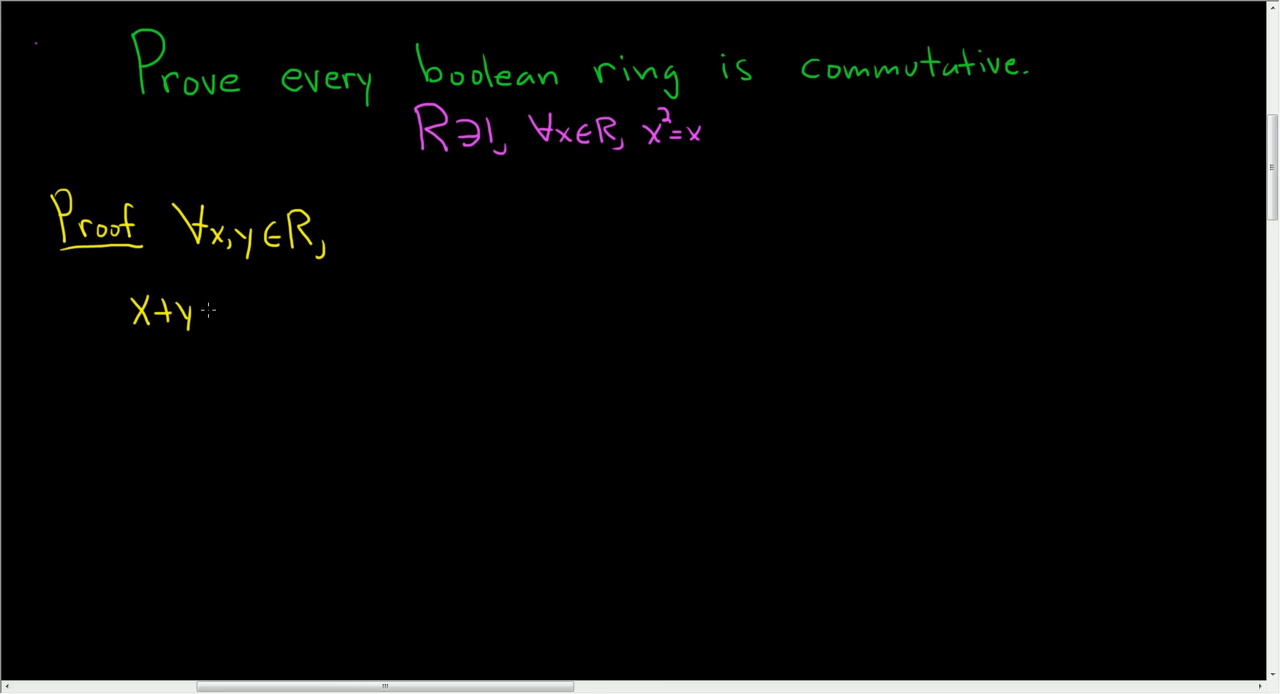 Prove every boolean ring is commutative.
R∋1, ∀x∈R, x²=x
Proof ∀x,y∈R,
x+y